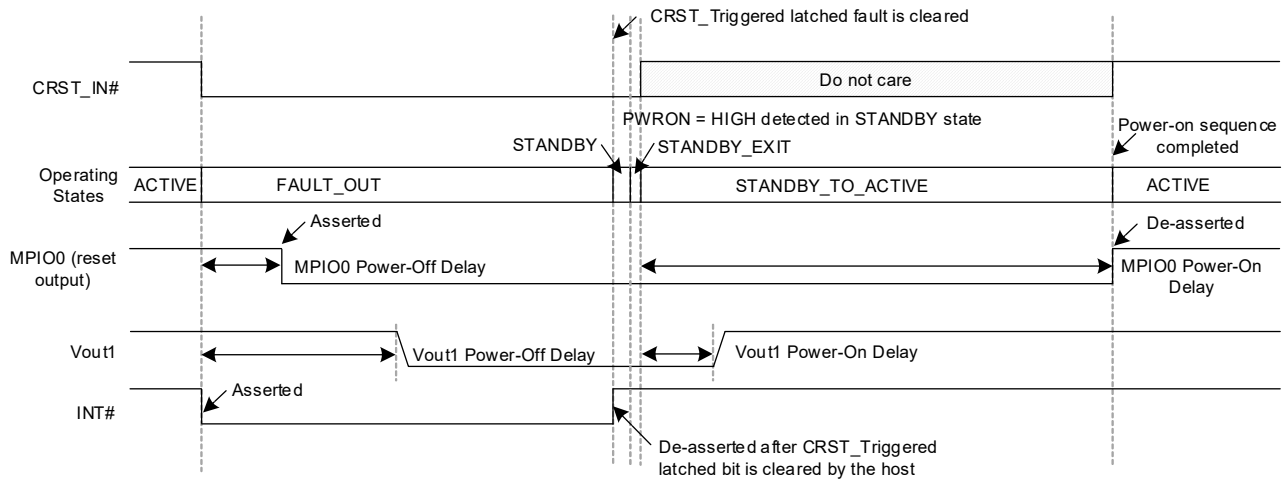 CRST_Triggered latched fault is cleared
CRST_IN#
Do not care
PWRON = HIGH detected in STANDBY state
STANDBY
STANDBY_EXIT
Power-on sequence
completed
Operating
States
ACTIVE
FAULT_OUT
STANDBY_TO_ACTIVE
ACTIVE
Asserted
De-asserted
MPIO0 (reset
output)
MPIO0 Power-Off Delay
MPIO0 Power-On
Delay
Vout1
Vout1 Power-Off Delay
Vout1 Power-On Delay
Asserted
INT#
De-asserted after CRST_Triggered
latched bit is cleared by the host